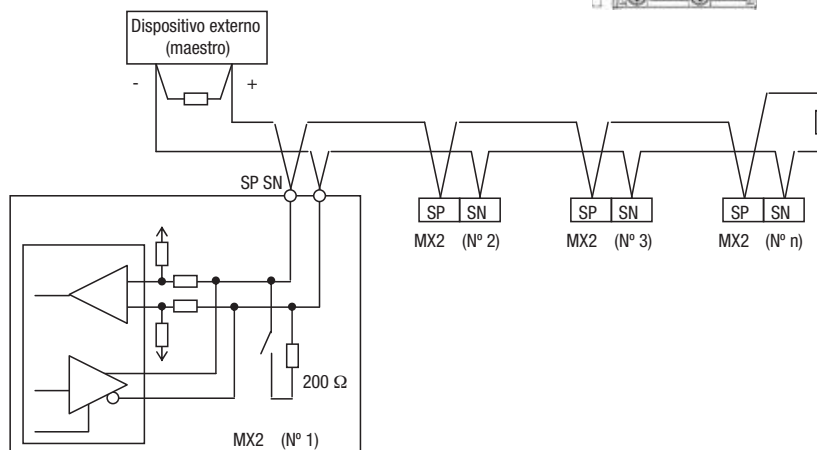 Dispositivo externo
(maestro)
- +
SP SN
SP SN
MX2 (Nº 2)
SP SN
MX2 (Nº 3)
SP SN
MX2 (Nº n)
200 Ω
MX2 (Nº 1)